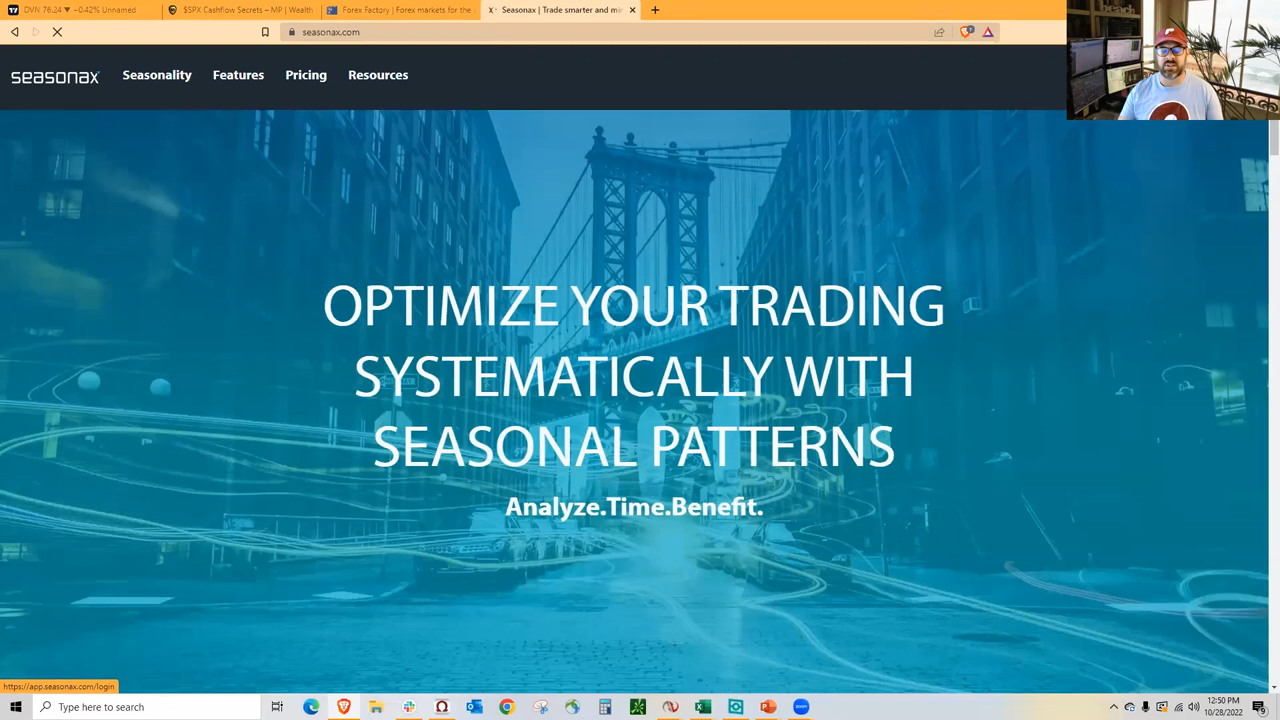 DVN 76.24 ▼ −0.42% Unnamed
$SPX Cashflow Secrets – MP | Wealth
Forex Factory | Forex markets for the
Seasonax | Trade smarter and mi
seasonax.com
seasonax
Seasonality
Features
Pricing
Resources
OPTIMIZE YOUR TRADING
SYSTEMATICALLY WITH
SEASONAL PATTERNS
Analyze.Time.Benefit.
https://app.seasonax.com/login
Type here to search
12:50 PM
10/28/2022